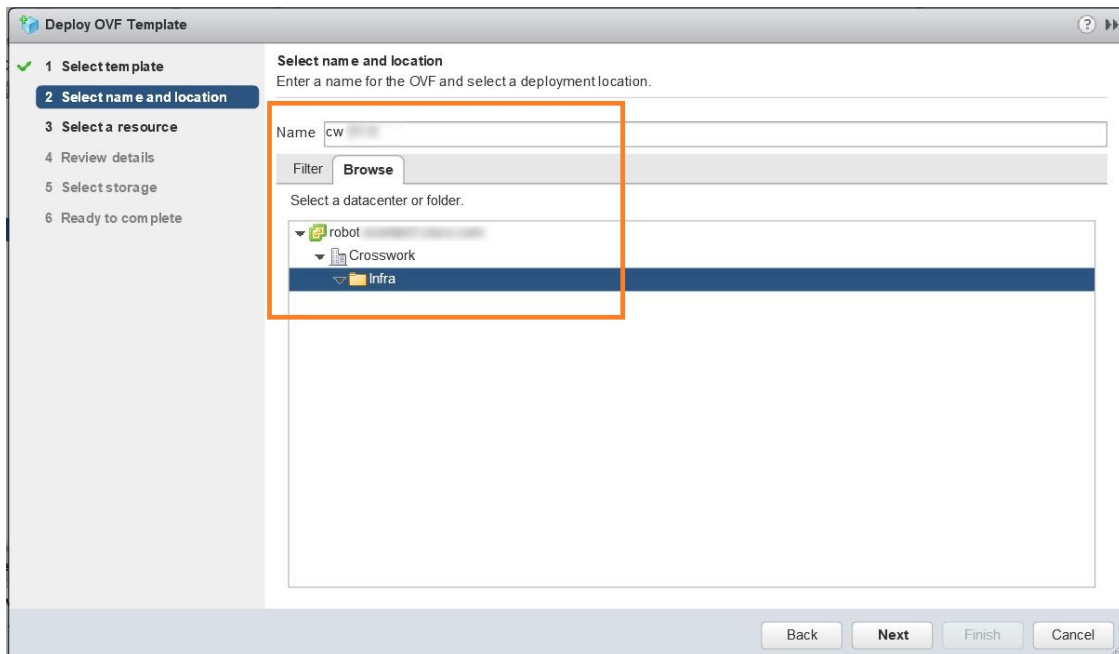 Deploy OVF Template
1 Select template
2 Select name and location
3 Select a resource
4 Review details
5 Select storage
6 Ready to complete
Select name and location
Enter a name for the OVF and select a deployment location.
Name cw
Filter Browse
Select a datacenter or folder.
robot
Crosswork
Infra
Back Next Finish Cancel